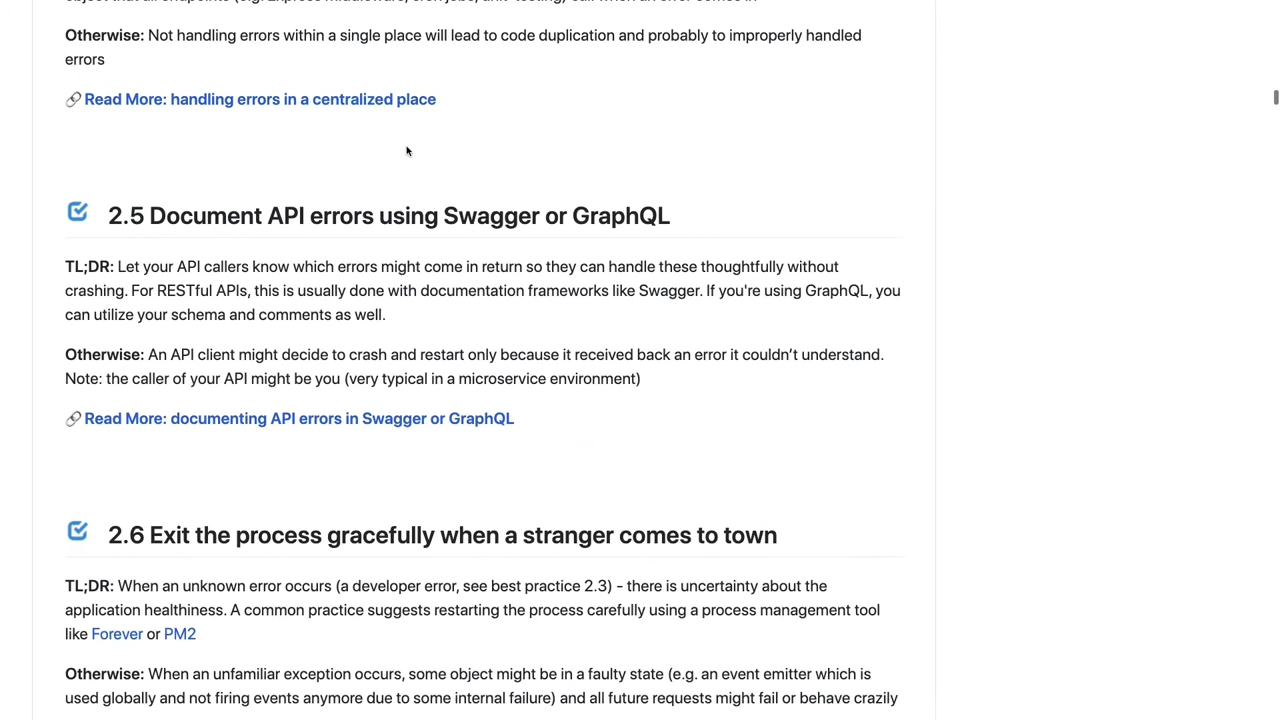 Otherwise: Not handling errors within a single place will lead to code duplication and probably to improperly handled
errors
Read More: handling errors in a centralized place
2.5 Document API errors using Swagger or GraphQL
TL;DR: Let your API callers know which errors might come in return so they can handle these thoughtfully without
crashing. For RESTful APIs, this is usually done with documentation frameworks like Swagger. If you're using GraphQL, you
can utilize your schema and comments as well.
Otherwise: An API client might decide to crash and restart only because it received back an error it couldn’t understand.
Note: the caller of your API might be you (very typical in a microservice environment)
Read More: documenting API errors in Swagger or GraphQL
2.6 Exit the process gracefully when a stranger comes to town
TL;DR: When an unknown error occurs (a developer error, see best practice 2.3) - there is uncertainty about the
application healthiness. A common practice suggests restarting the process carefully using a process management tool
like Forever or PM2
Otherwise: When an unfamiliar exception occurs, some object might be in a faulty state (e.g. an event emitter which is
used globally and not firing events anymore due to some internal failure) and all future requests might fail or behave crazily